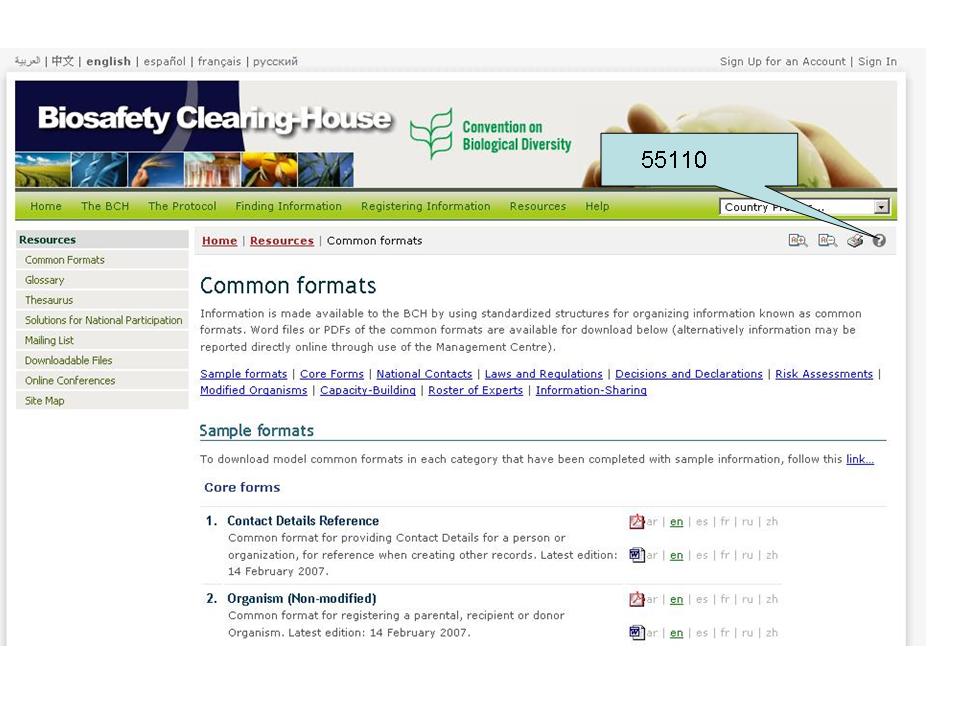 العربية | 中文 | english | español | français | русский
Sign Up for an Account | Sign In
Biosafety Clearing-House
Convention on
Biological Diversity
55110
Home The BCH The Protocol Finding Information Registering Information Resources Help
Country
Resources
Common Formats
Glossary
Thesaurus
Solutions for National Participation
Mailing List
Downloadable Files
Online Conferences
Site Map
Home | Resources | Common formats
Common formats
Information is made available to the BCH by using standardized structures for organizing information known as common
formats. Word files or PDFs of the common formats are available for download below (alternatively information may be
reported directly online through use of the Management Centre).
Sample formats | Core Forms | National Contacts | Laws and Regulations | Decisions and Declarations | Risk Assessments |
Modified Organisms | Capacity-Building | Roster of Experts | Information-Sharing
Sample formats
To download model common formats in each category that have been completed with sample information, follow this link...
Core forms
1. Contact Details Reference
Common format for providing Contact Details for a person or
organization, for reference when creating other records. Latest edition:
14 February 2007.
ar | en | es | fr | ru | zh
ar | en | es | fr | ru | zh
2. Organism (Non-modified)
Common format for registering a parental, recipient or donor
Organism. Latest edition: 14 February 2007.
ar | en | es | fr | ru | zh
ar | en | es | fr | ru | zh